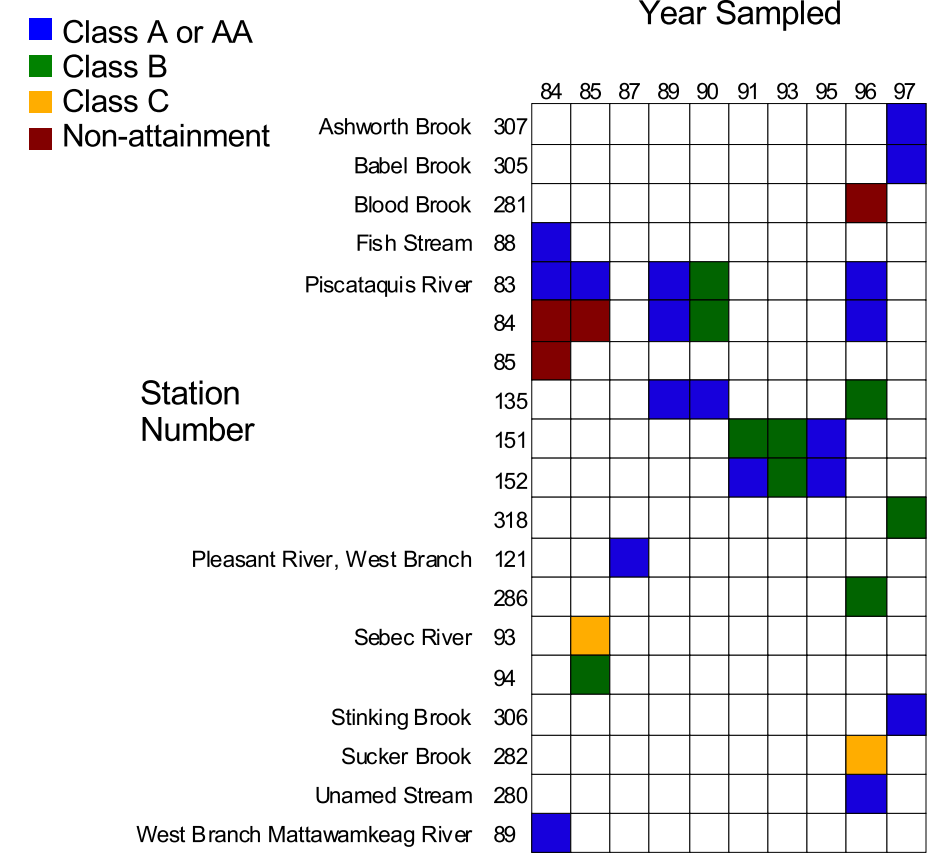 Year Sampled
Class A or AA
Class B
Class C
Non-attainment
84 85 87 89 90 91 93 95 96 97
Ashworth Brook 307
Babel Brook 305
Blood Brook 281
Fish Stream 88
Piscataquis River 83
84
85
135
Station
Number
151
152
318
Pleasant River, West Branch 121
286
Sebec River 93
94
Stinking Brook 306
Sucker Brook 282
Unamed Stream 280
West Branch Mattawamkeag River 89